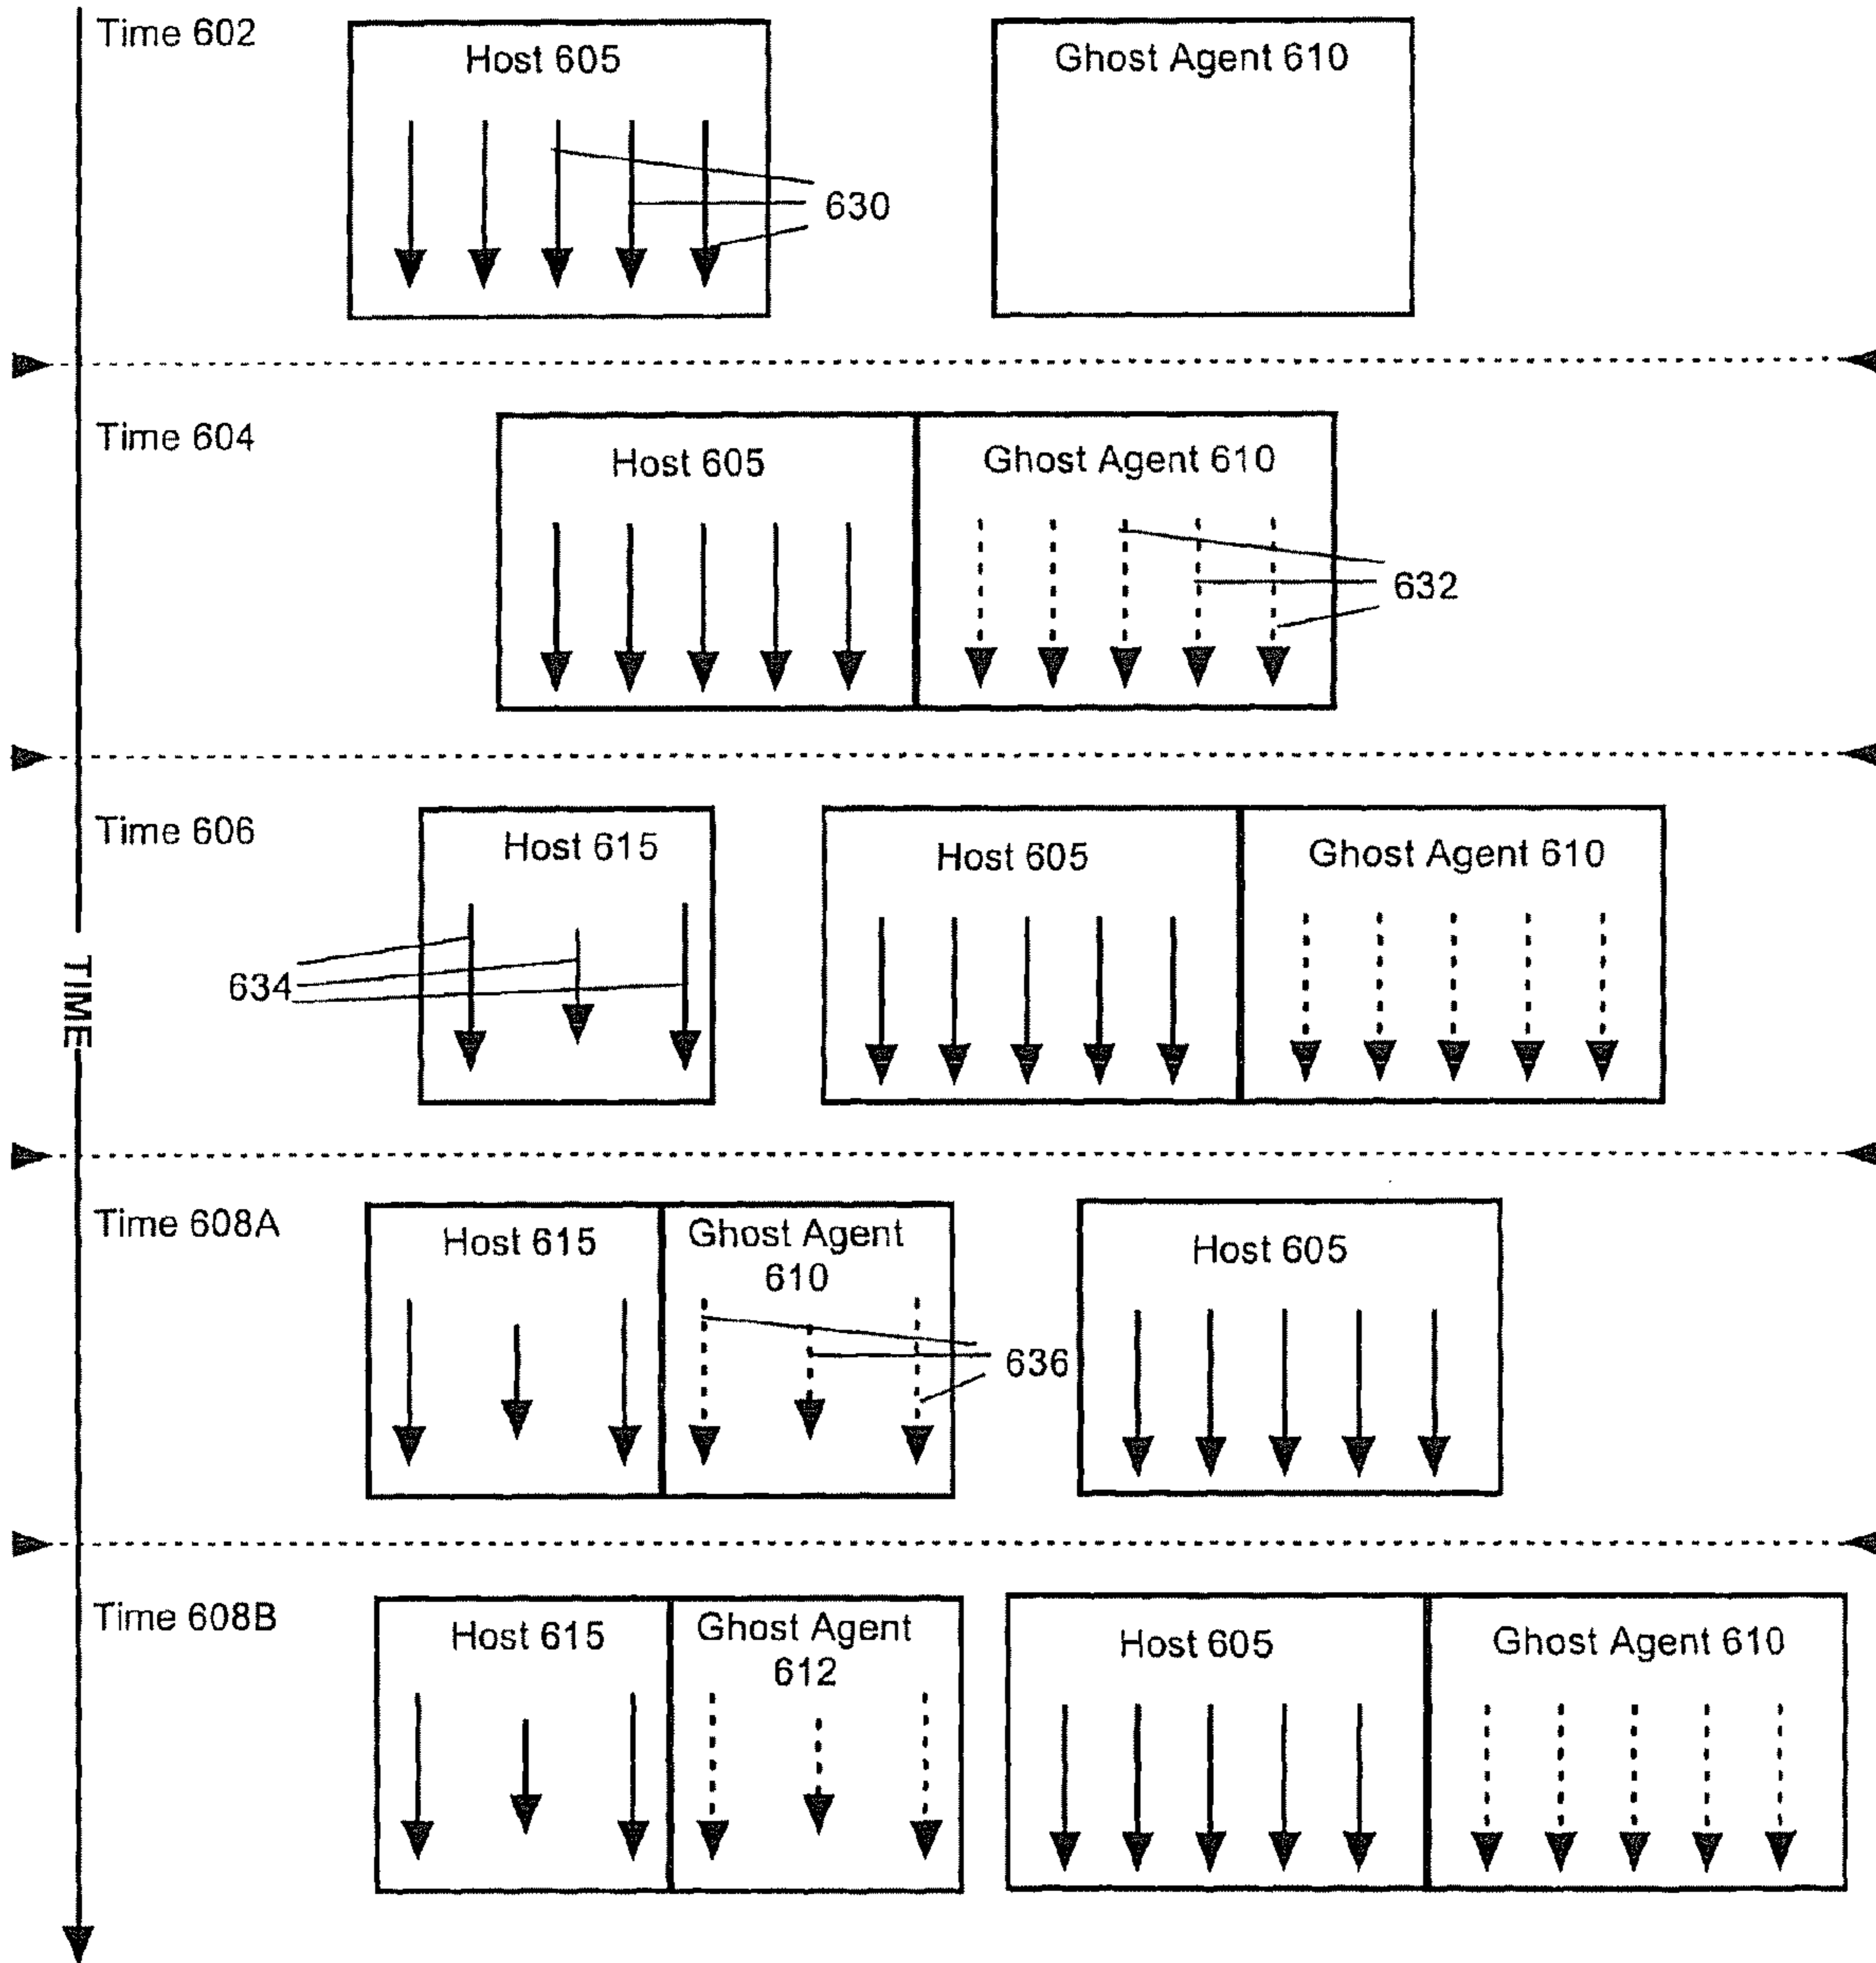 Time 602
Host 605
Ghost Agent 610
630
Time 604
Host 605
Ghost Agent 610
632
Time 606
Host 615
Host 605
Ghost Agent 610
634
TIME
Time 608A
Host 615
Ghost Agent
610
Host 605
636
Time 608B
Host 615
Ghost Agent
612
Host 605
Ghost Agent 610